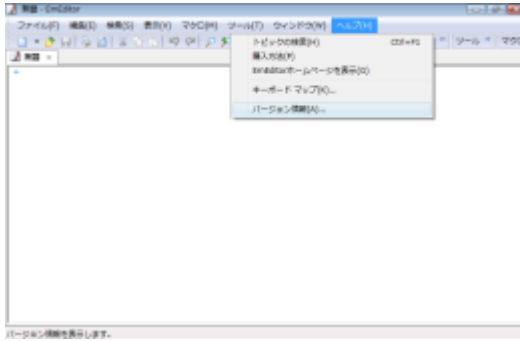 無題 - EmEditor
ファイル(F) 編集(E) 検索(S) 表示(V) マクロ(M) ツール(T) ウィンドウ(W) ヘルプ(H)
ツール マク
無題 ×
トピックの検索(H) Ctrl+F1
購入方法(P)
EmEditorホームページを表示(G)
キーボード マップ(K)...
バージョン情報(A)...
バージョン情報を表示します。